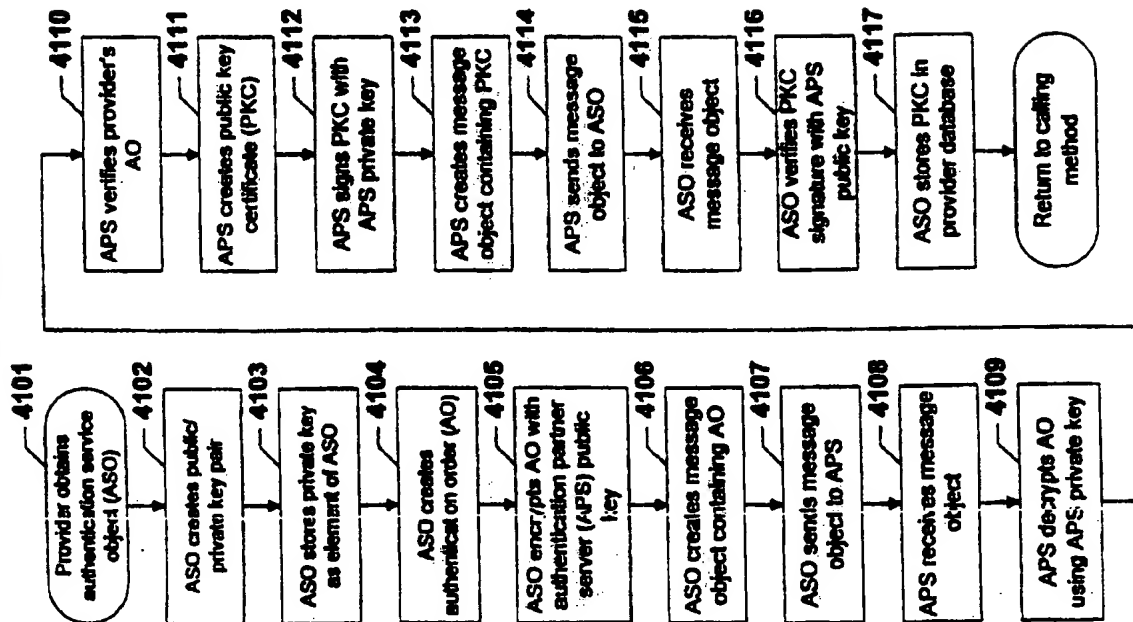 4101
Provider obtains
authentication service
object (ASO)
4102
ASO creates public/
private key pair
4103
ASO stores private key
as element of ASO
4104
ASO creates
authentication order (AO)
4105
ASO encrypts AO with
authentication partner
server (APS) public
key
4106
ASO creates message
object containing AO
4107
ASO sends message
object to APS
4108
APS receives message
object
4109
APS decrypts AO
using APS private key
4110
APS verifies provider's
AO
4111
APS creates public key
certificate (PKC)
4112
APS signs PKC with
APS private key
4113
APS creates message
object containing PKC
4114
APS sends message
object to ASO
4115
ASO receives
message object
4116
ASO verifies PKC
signature with APS
public key
4117
ASO stores PKC in
provider database
Return to calling
method